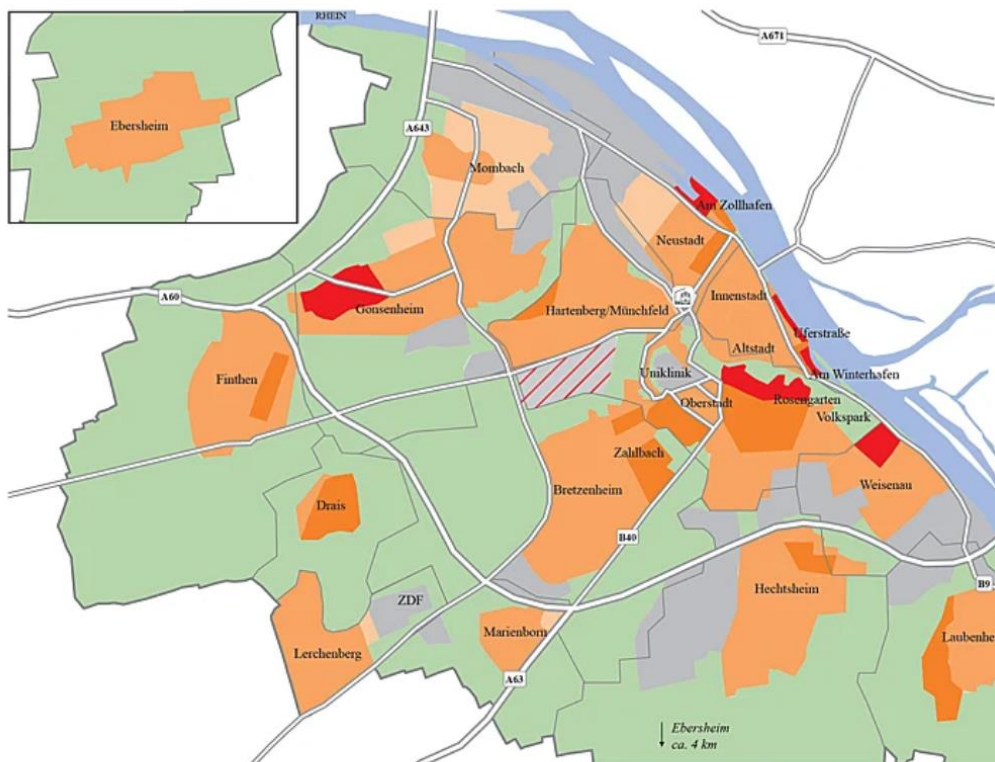 RHEIN
A671
Ebersheim
A643
Mombach
Am Zollhafen
Neustadt
A60
Innenstadt
Gonsenheim
Hartenberg/Münchfeld
Uferstraße
Altstadt
Finthen
Uniklinik
Am Winterhafen
Oberstadt
Rosengarten
Volkspark
Zahlbach
Weisenau
Bretzenheim
Drais
B40
B9
Hechtsheim
ZDF
Marienborn
Laubenhe
Lerchenberg
A63
Ebersheim
ca. 4 km